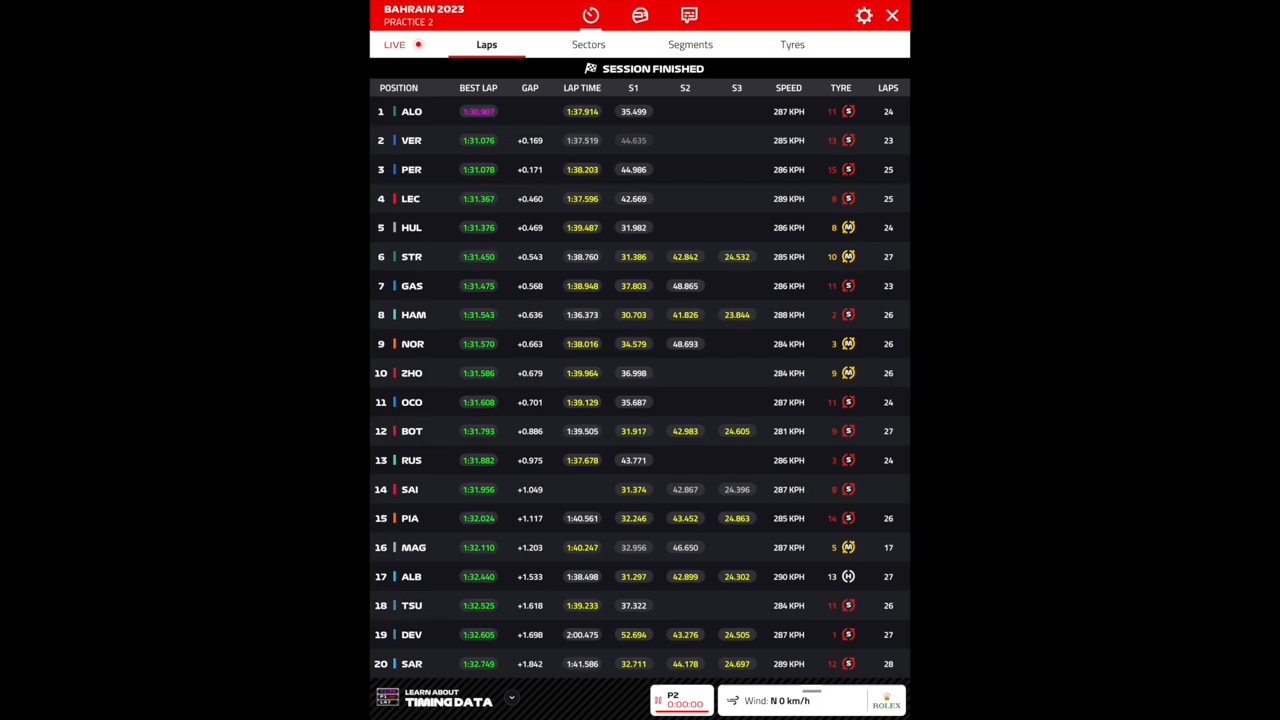 BAHRAIN 2023
PRACTICE 2
LIVE Laps Sectors Segments Tyres
SESSION FINISHED
POSITION BEST LAP GAP LAP TIME S1 S2 S3 SPEED TYRE LAPS
1 ALO 1:30.907 1:37.914 35.499 287 KPH 11 S 24
2 VER 1:31.076 +0.169 1:37.519 44.635 285 KPH 13 S 23
3 PER 1:31.078 +0.171 1:38.203 44.986 286 KPH 15 S 25
4 LEC 1:31.367 +0.460 1:37.596 42.669 289 KPH 8 S 25
5 HUL 1:31.376 +0.469 1:39.487 31.982 286 KPH 8 M 24
6 STR 1:31.450 +0.543 1:38.760 31.386 42.842 24.532 285 KPH 10 M 27
7 GAS 1:31.475 +0.568 1:38.948 37.803 48.865 286 KPH 11 S 23
8 HAM 1:31.543 +0.636 1:36.373 30.703 41.826 23.844 288 KPH 2 S 26
9 NOR 1:31.570 +0.663 1:38.016 34.579 48.693 284 KPH 3 M 26
10 ZHO 1:31.586 +0.679 1:39.964 36.998 284 KPH 9 M 26
11 OCO 1:31.608 +0.701 1:39.129 35.687 287 KPH 11 S 24
12 BOT 1:31.793 +0.886 1:39.505 31.917 42.983 24.605 281 KPH 9 S 27
13 RUS 1:31.882 +0.975 1:37.678 43.771 286 KPH 3 S 24
14 SAI 1:31.956 +1.049 31.374 42.867 24.396 287 KPH 8 S
15 PIA 1:32.024 +1.117 1:40.561 32.246 43.452 24.863 285 KPH 14 S 26
16 MAG 1:32.110 +1.203 1:40.247 32.956 46.650 287 KPH 5 M 17
17 ALB 1:32.440 +1.533 1:38.498 31.297 42.899 24.302 290 KPH 13 H 27
18 TSU 1:32.525 +1.618 1:39.233 37.322 284 KPH 11 S 26
19 DEV 1:32.605 +1.698 2:00.475 52.694 43.276 24.505 287 KPH 1 S 27
20 SAR 1:32.749 +1.842 1:41.586 32.711 44.178 24.697 289 KPH 12 S 28
LEARN ABOUT
TIMING DATA
P2
0:00:00
Wind: N 0 km/h
ROLEX